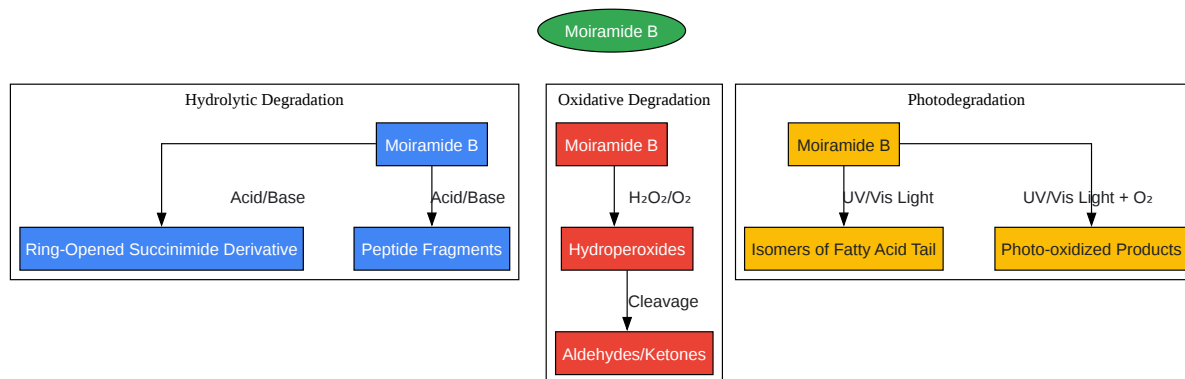 Moiramide B
Hydrolytic Degradation
Moiramide B
Acid/Base
Acid/Base
Ring-Opened Succinimide Derivative
Peptide Fragments
Oxidative Degradation
Moiramide B
H₂O₂/O₂
Hydroperoxides
Cleavage
Aldehydes/Ketones
Photodegradation
Moiramide B
UV/Vis Light
UV/Vis Light + O₂
Isomers of Fatty Acid Tail
Photo-oxidized Products